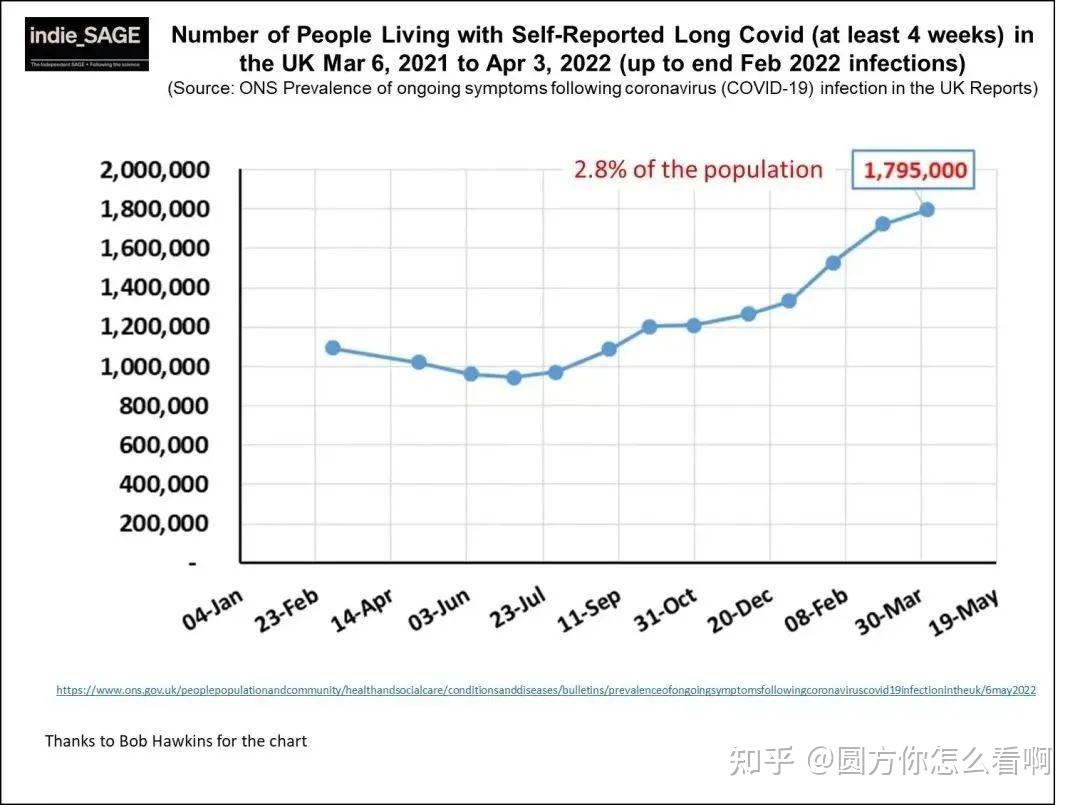 indie_SAGE
The Independent SAGE • Following the science
Number of People Living with Self-Reported Long Covid (at least 4 weeks) in
the UK Mar 6, 2021 to Apr 3, 2022 (up to end Feb 2022 infections)
(Source: ONS Prevalence of ongoing symptoms following coronavirus (COVID-19) infection in the UK Reports)
2.8% of the population
1,795,000
2,000,000
1,800,000
1,600,000
1,400,000
1,200,000
1,000,000
800,000
600,000
400,000
200,000
-
04-Jan
23-Feb
14-Apr
03-Jun
23-Jul
11-Sep
31-Oct
20-Dec
08-Feb
30-Mar
19-May
https://www.ons.gov.uk/peoplepopulationandcommunity/healthandsocialcare/conditionsanddiseases/bulletins/prevalenceofongoingsymptomsfollowingcoronaviruscovid19infectionintheuk/6may2022
Thanks to Bob Hawkins for the chart
知乎 @圆方你怎么看啊